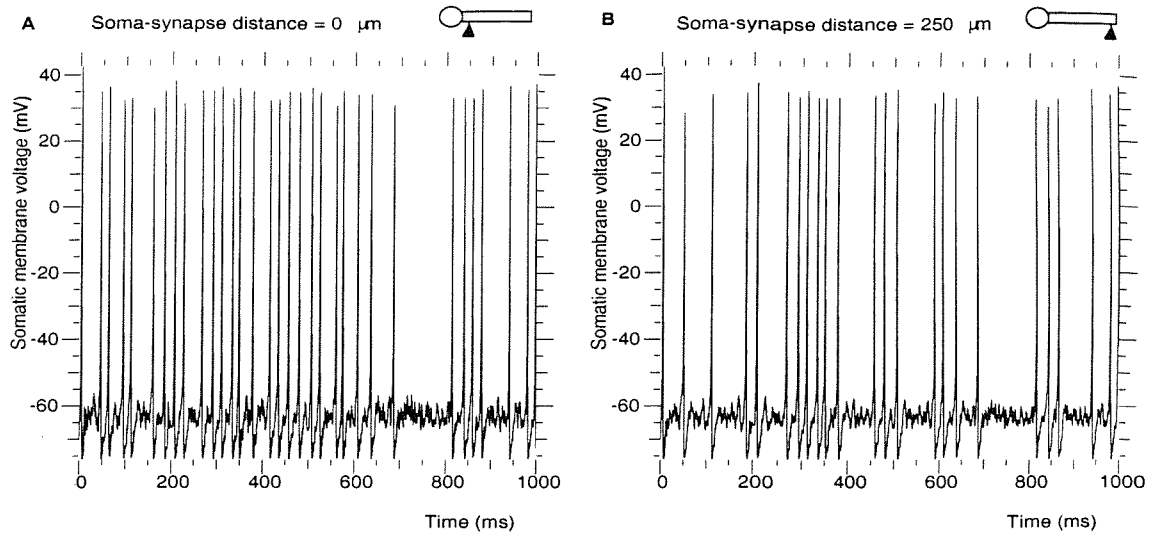 A Soma-synapse distance = 0 μm
Somatic membrane voltage (mV)
40
20
0
-20
-40
-60
0 200 400 600 800 1000
Time (ms)
B Soma-synapse distance = 250 μm
Somatic membrane voltage (mV)
40
20
0
-20
-40
-60
0 200 400 600 800 1000
Time (ms)